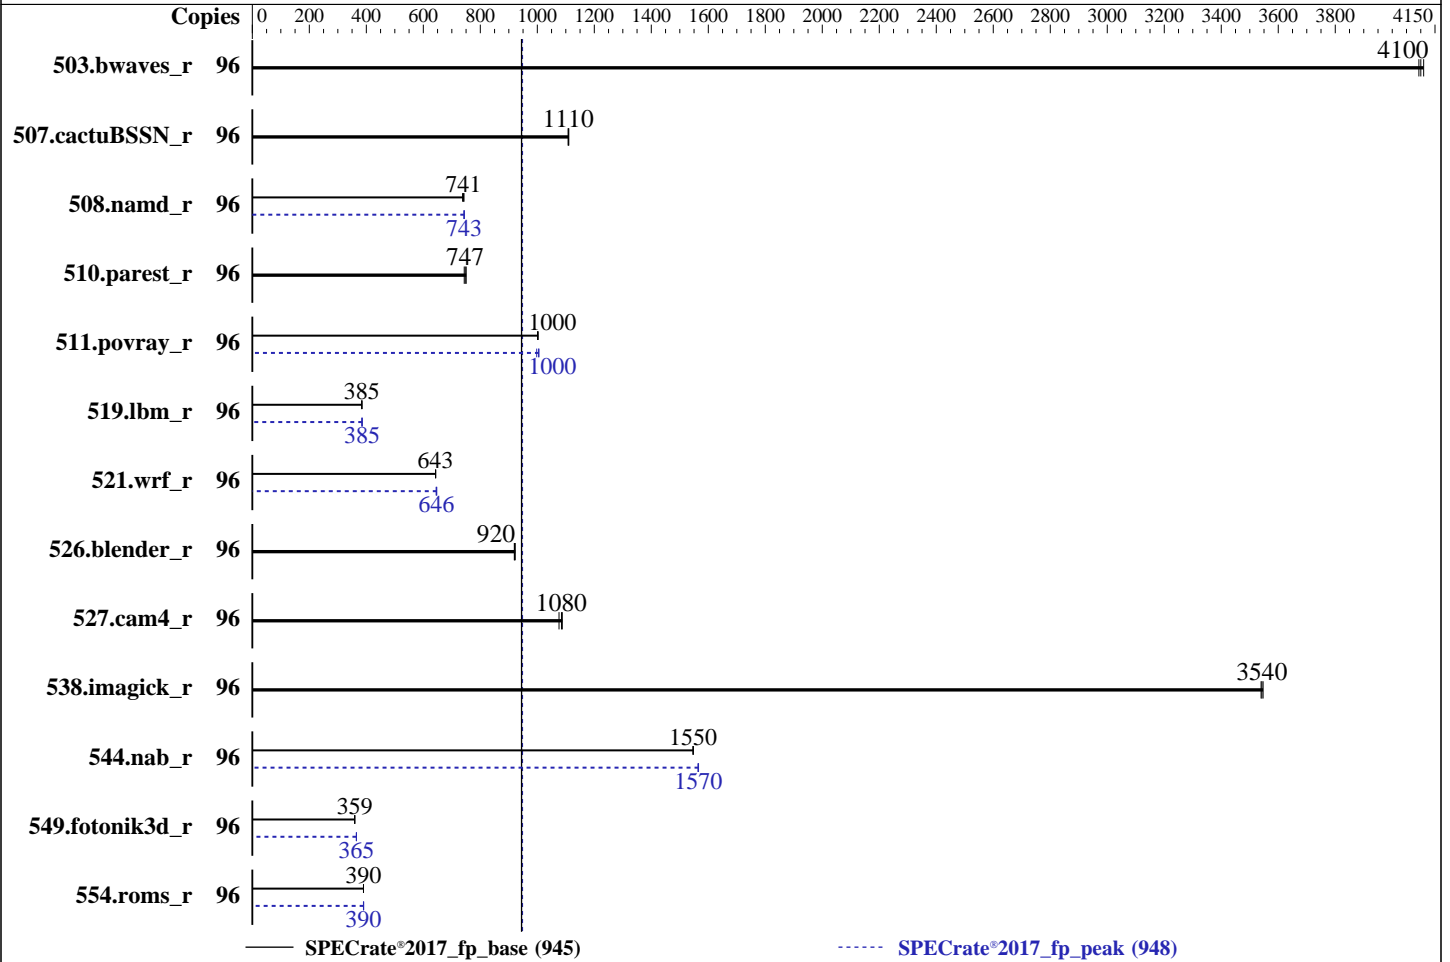 Copies 0 200 400 600 800 1000 1200 1400 1600 1800 2000 2200 2400 2600 2800 3000 3200 3400 3600 3800 4150
503.bwaves_r 96 4100
507.cactuBSSN_r 96 1110
508.namd_r 96 741
743
510.parest_r 96 747
511.povray_r 96 1000
1000
519.lbm_r 96 385
385
521.wrf_r 96 643
646
526.blender_r 96 920
527.cam4_r 96 1080
538.imagick_r 96 3540
544.nab_r 96 1550
1570
549.fotonik3d_r 96 359
365
554.roms_r 96 390
390
SPECrate®2017_fp_base (945) SPECrate®2017_fp_peak (948)